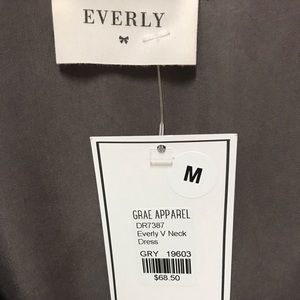 EVERLY
M
GRAE APPAREL
DR7387
Everly V Neck
Dress
GRY 19603
$68.50